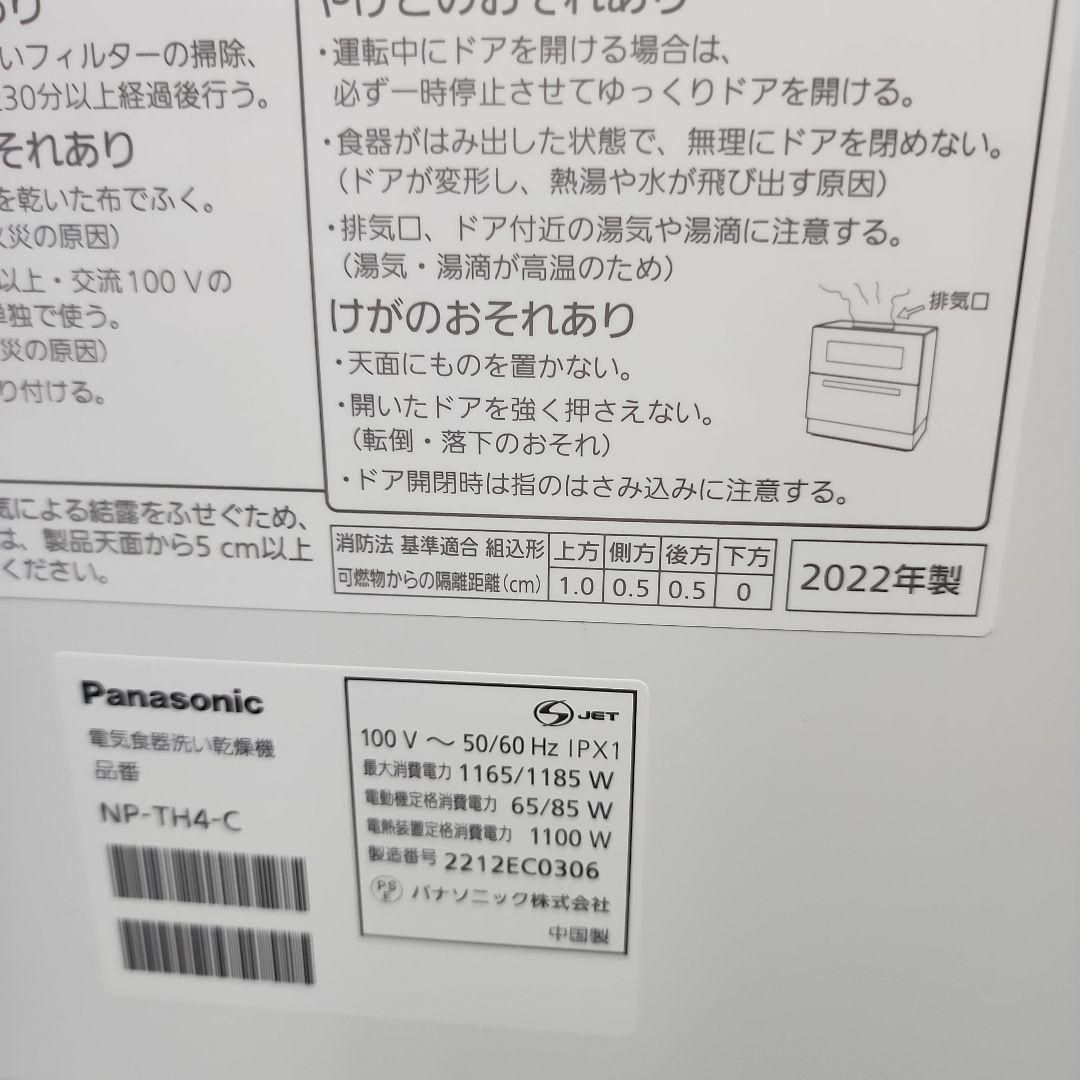 いフィルターの掃除、
30分以上経過後行う。
それあり
を乾いた布でふく。
火災の原因）
以上・交流100Vの
単独で使う。
災の原因）
り付ける。
気による結露をふせぐため、
は、製品天面から5 cm以上
ください。
やけどのおそれあり
・運転中にドアを開ける場合は、
必ず一時停止させてゆっくりドアを開ける。
・食器がはみ出した状態で、無理にドアを閉めない。
（ドアが変形し、熱湯や水が飛び出す原因）
・排気口、ドア付近の湯気や湯滴に注意する。
（湯気・湯滴が高温のため）
けがのおそれあり
・天面にものを置かない。
・開いたドアを強く押さえない。
（転倒・落下のおそれ）
・ドア開閉時は指のはさみ込みに注意する。
排気口
消防法 基準適合 組込形 上方 側方 後方 下方
可燃物からの隔離距離(cm) 1.0 0.5 0.5 0
2022年製
Panasonic
電気食器洗い乾燥機
品番
NP-TH4-C
S JET
100 V ～ 50/60 Hz IPX1
最大消費電力 1165/1185 W
電動機定格消費電力 65/85 W
電熱装置定格消費電力 1100 W
製造番号 2212EC0306
PSE パナソニック株式会社
中国製